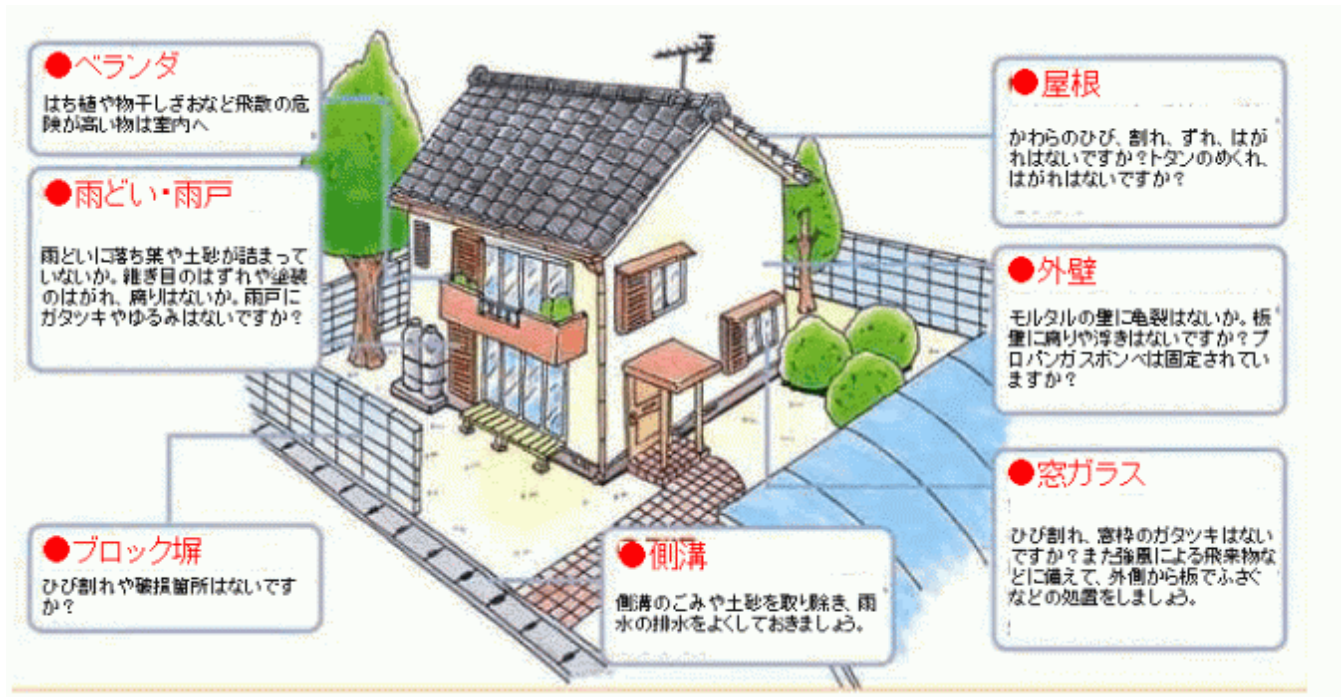 ●ベランダ
はち植や物干しざおなど飛散の危
険が高い物は室内へ
●雨どい・雨戸
雨どいに落ち葉や土砂が詰まって
いないか。継ぎ目のはずれや塗装
のはがれ、腐りはないか。雨戸に
ガタツキやゆるみはないですか？
●ブロック塀
ひび割れや破損箇所はないです
か？
●側溝
側溝のごみや土砂を取り除き、雨
水の排水をよくしておきましょう。
●屋根
かわらのひび、割れ、ずれ、はが
れはないですか？トタンのめくれ、
はがれはないですか？
●外壁
モルタルの壁に亀裂はないか。板
壁に腐りや浮きはないですか？プ
ロパンガスボンベは固定されてい
ますか？
●窓ガラス
ひび割れ、窓枠のガタツキはない
ですか？また強風による飛来物な
どに備えて、外側から板でふさぐ
などの処置をしましょう。